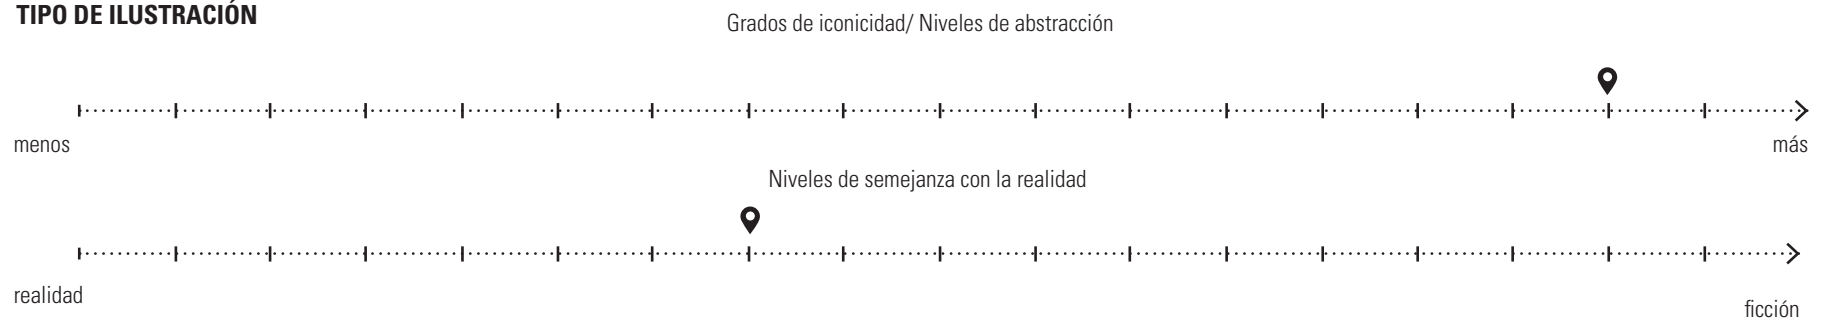 TIPO DE ILUSTRACIÓN
Grados de iconicidad/ Niveles de abstracción
menos
más
Niveles de semejanza con la realidad
realidad
ficción